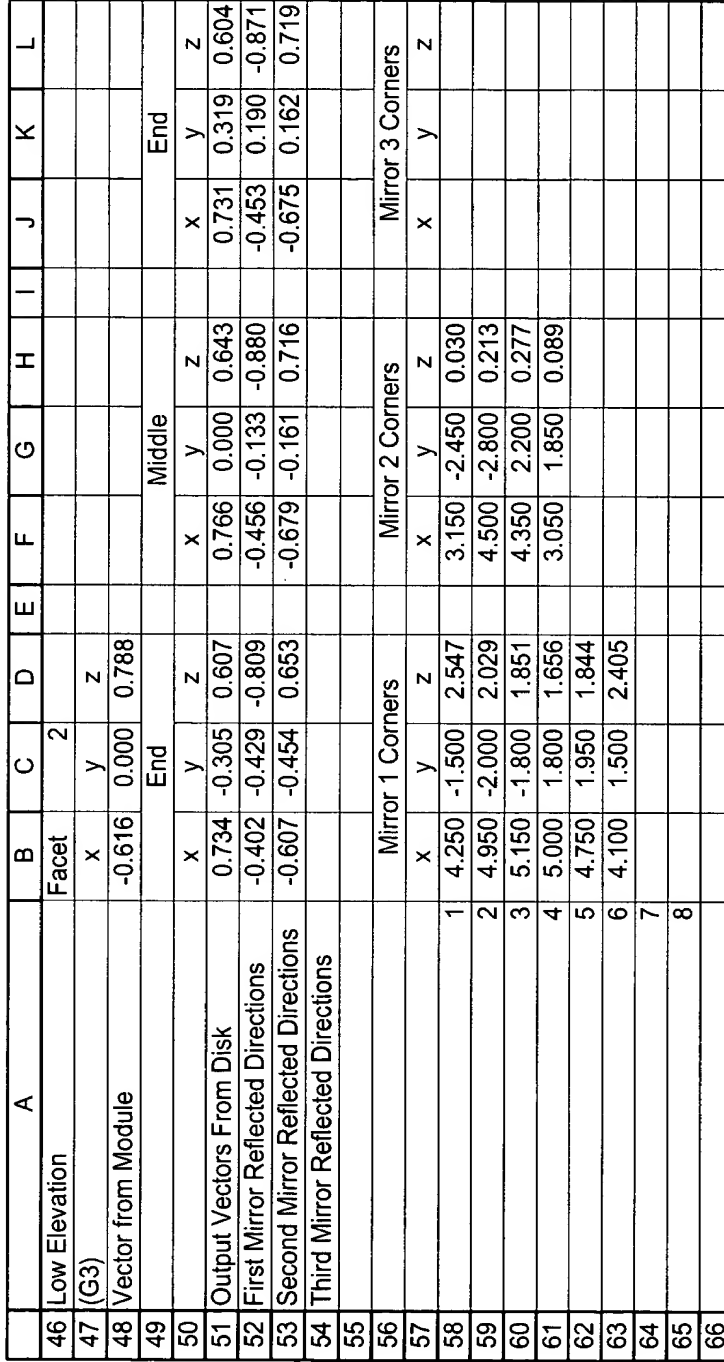 A B C D E F G H I J K L
46 Low Elevation Facet 2
47 (G3) x y z
48 Vector from Module -0.616 0.000 0.788
49 End Middle End
50 x y z x y z x y z
51 Output Vectors From Disk 0.734 -0.305 0.607 0.766 0.000 0.643 0.731 0.319 0.604
52 First Mirror Reflected Directions -0.402 -0.429 -0.809 -0.456 -0.133 -0.880 -0.453 0.190 -0.871
53 Second Mirror Reflected Directions -0.607 -0.454 0.653 -0.679 -0.161 0.716 -0.675 0.162 0.719
54 Third Mirror Reflected Directions
55
56 Mirror 1 Corners Mirror 2 Corners Mirror 3 Corners
57 x y z x y z x y z
58 1 4.250 -1.500 2.547 3.150 -2.450 0.030
59 2 4.950 -2.000 2.029 4.500 -2.800 0.213
60 3 5.150 -1.800 1.851 4.350 2.200 0.277
61 4 5.000 1.800 1.656 3.050 1.850 0.089
62 5 4.750 1.950 1.844
63 6 4.100 1.500 2.405
64 7
65 8
66